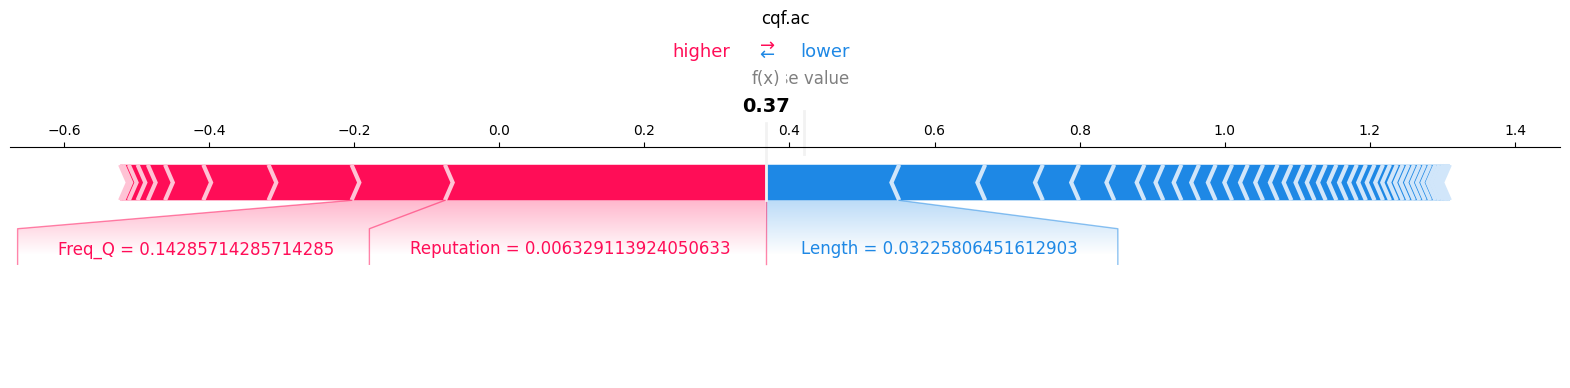 cqf.ac
higher ⇄ lower
f(x) se value
0.37
−0.6 −0.4 −0.2 0.0 0.2 0.4 0.6 0.8 1.0 1.2 1.4
Freq_Q = 0.14285714285714285 Reputation = 0.006329113924050633 Length = 0.03225806451612903